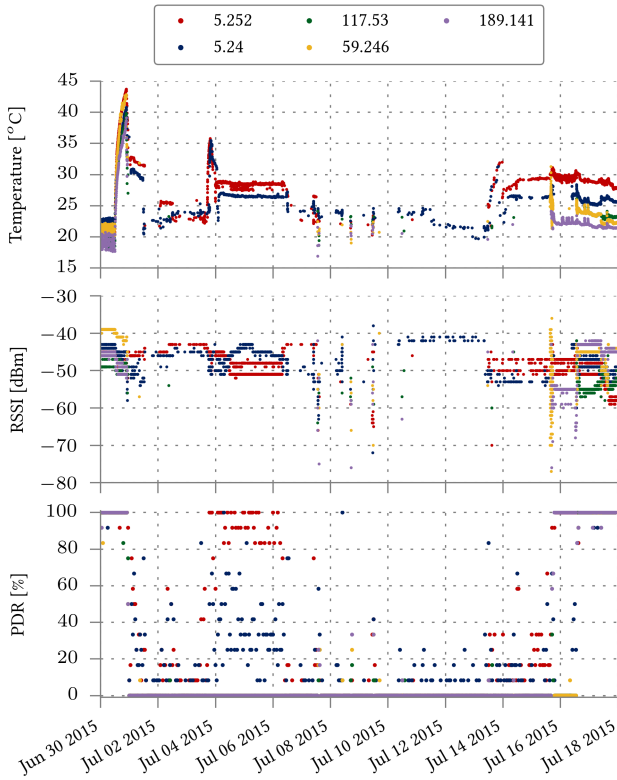 5.252 117.53 189.141
5.24 59.246
Temperature [°C]
45
40
35
30
25
20
15
RSSI [dBm]
−30
−40
−50
−60
−70
−80
PDR [%]
100
80
60
40
20
0
Jun 30 2015
Jul 02 2015
Jul 04 2015
Jul 06 2015
Jul 08 2015
Jul 10 2015
Jul 12 2015
Jul 14 2015
Jul 16 2015
Jul 18 2015